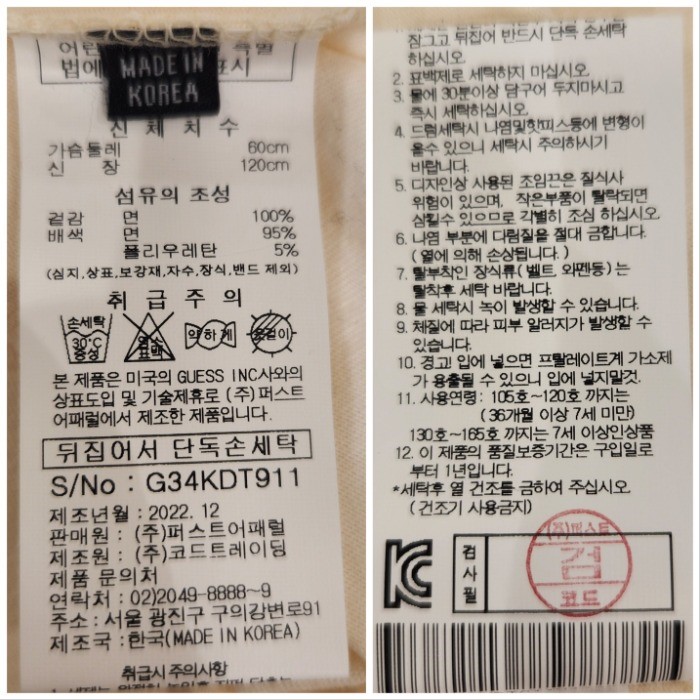 어린
특별
법에
표시
MADE IN
KOREA
신 체 치 수
가슴둘레 60cm
신 장 120cm
섬유의 조성
겉감 면 100%
배색 면 95%
폴리우레탄 5%
(심지,상표,보강재,자수,장식,밴드 제외)
취 급 주 의
손세탁
30℃
중성
염소
표백
약하게
옷걸이
본 제품은 미국의 GUESS INC사와의
상표도입 및 기술제휴로 (주)퍼스트
어패럴에서 제조한 제품입니다.
뒤집어서 단독손세탁
S/No : G34KDT911
제조년월 : 2022. 12
판매원 : (주)퍼스트어패럴
제조원 : (주)코드트레이딩
제품 문의처
연락처 : 02)2049-8888~9
주소 : 서울 광진구 구의강변로91
제조국 : 한국(MADE IN KOREA)
취급시 주의사항
잠그고 뒤집어 반드시 단독 손세탁
하십시오.
2. 표백제로 세탁하지 마십시오.
3. 물에 30분이상 담구어 두지마시고
즉시 세탁하십시오.
4. 드럼세탁시 나염및핫피스등에 변형이
올수 있으니 세탁시 주의하시기
바랍니다.
5. 디자인상 사용된 조임끈은 질식사
위험이 있으며, 작은부품이 탈락되면
삼킬수 있으므로 각별히 조심 하십시오.
6. 나염 부분에 다림질을 절대 금합니다.
(열에 의해 손상됩니다.)
7. 탈부착인 장식류(벨트, 와펜등)는
탈착후 세탁 바랍니다.
8. 물 세탁시 녹이 발생할 수 있습니다.
9. 체질에 따라 피부 알러지가 발생할 수
있습니다.
10. 경고! 입에 넣으면 프탈레이트계 가소제
가 용출될 수 있으니 입에 넣지말것.
11. 사용연령: 105호~120호 까지는
(36개월 이상 7세 미만)
130호~165호 까지는 7세 이상인상품
12. 이 제품의 품질보증기간은 구입일로
부터 1년입니다.
*세탁후 열 건조를 금하여 주십시오.
(건조기 사용금지)
KC
검
사
필
(주)퍼스트
검
코드